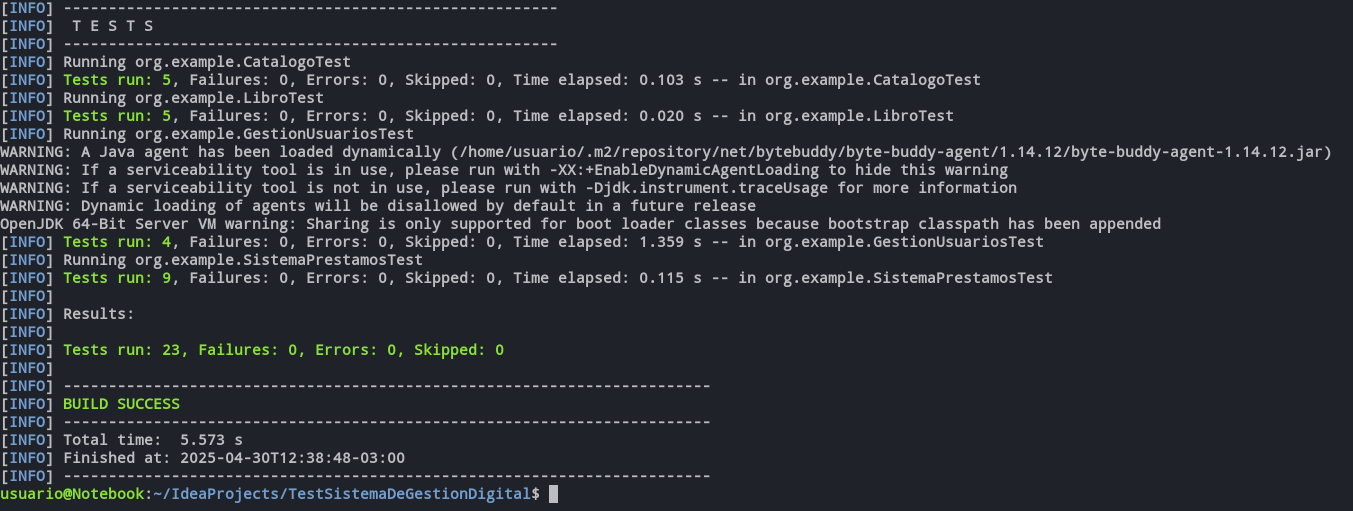 [INFO] -------------------------------------------------------
[INFO]  T E S T S
[INFO] -------------------------------------------------------
[INFO] Running org.example.CatalogoTest
[INFO] Tests run: 5, Failures: 0, Errors: 0, Skipped: 0, Time elapsed: 0.103 s -- in org.example.CatalogoTest
[INFO] Running org.example.LibroTest
[INFO] Tests run: 5, Failures: 0, Errors: 0, Skipped: 0, Time elapsed: 0.020 s -- in org.example.LibroTest
[INFO] Running org.example.GestionUsuariosTest
WARNING: A Java agent has been loaded dynamically (/home/usuario/.m2/repository/net/bytebuddy/byte-buddy-agent/1.14.12/byte-buddy-agent-1.14.12.jar)
WARNING: If a serviceability tool is in use, please run with -XX:+EnableDynamicAgentLoading to hide this warning
WARNING: If a serviceability tool is not in use, please run with -Djdk.instrument.traceUsage for more information
WARNING: Dynamic loading of agents will be disallowed by default in a future release
OpenJDK 64-Bit Server VM warning: Sharing is only supported for boot loader classes because bootstrap classpath has been appended
[INFO] Tests run: 4, Failures: 0, Errors: 0, Skipped: 0, Time elapsed: 1.359 s -- in org.example.GestionUsuariosTest
[INFO] Running org.example.SistemaPrestamosTest
[INFO] Tests run: 9, Failures: 0, Errors: 0, Skipped: 0, Time elapsed: 0.115 s -- in org.example.SistemaPrestamosTest
[INFO]
[INFO] Results:
[INFO]
[INFO] Tests run: 23, Failures: 0, Errors: 0, Skipped: 0
[INFO]
[INFO] ------------------------------------------------------------------------
[INFO] BUILD SUCCESS
[INFO] ------------------------------------------------------------------------
[INFO] Total time:  5.573 s
[INFO] Finished at: 2025-04-30T12:38:48-03:00
[INFO] ------------------------------------------------------------------------
usuario@Notebook:~/IdeaProjects/TestSistemaDeGestionDigital$